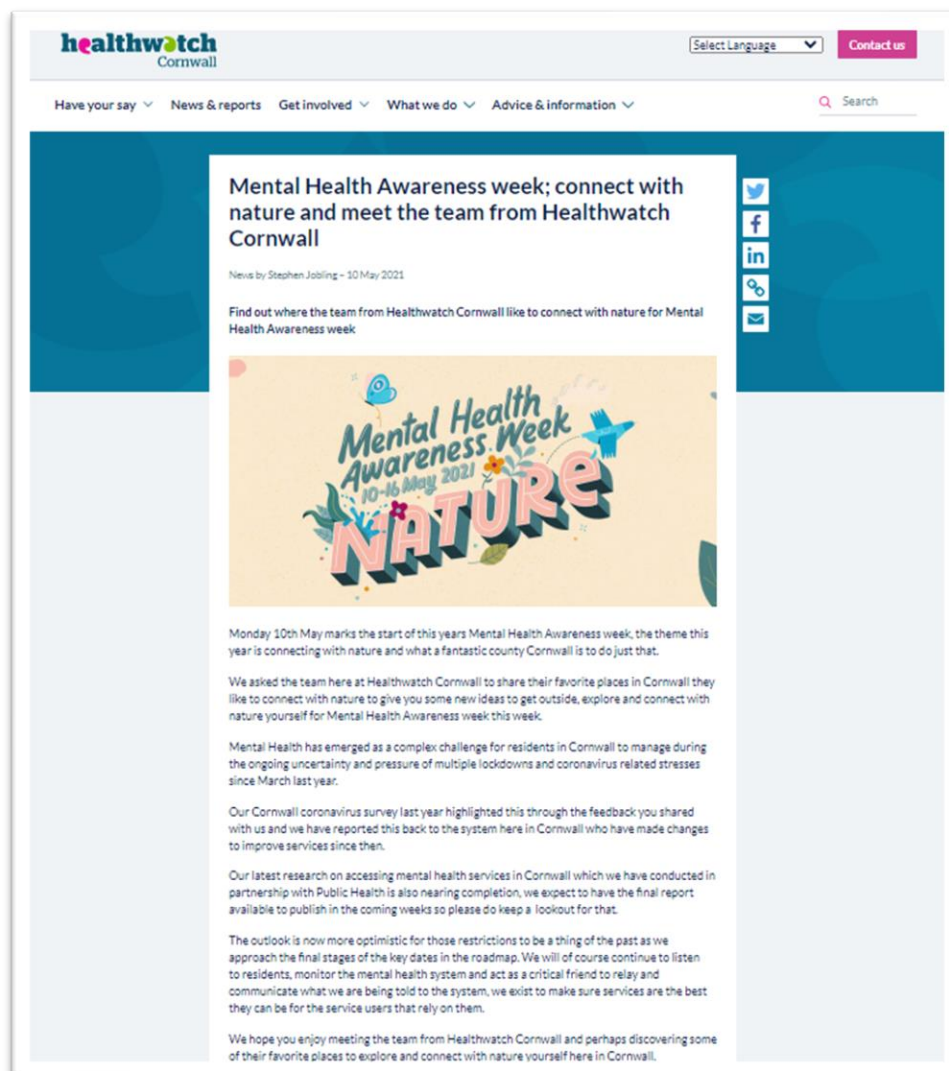 healthwatch
Cornwall
Select Language
Contact us
Have your say
News & reports
Get involved
What we do
Advice & information
Search
Mental Health Awareness week; connect with
nature and meet the team from Healthwatch
Cornwall
News by Stephen Jobling – 10 May 2021
Find out where the team from Healthwatch Cornwall like to connect with nature for Mental
Health Awareness week
Mental Health
Awareness Week
10-16 May 2021
NATURE
Monday 10th May marks the start of this years Mental Health Awareness week, the theme this
year is connecting with nature and what a fantastic county Cornwall is to do just that.
We asked the team here at Healthwatch Cornwall to share their favorite places in Cornwall they
like to connect with nature to give you some new ideas to get outside, explore and connect with
nature yourself for Mental Health Awareness week this week.
Mental Health has emerged as a complex challenge for residents in Cornwall to manage during
the ongoing uncertainty and pressure of multiple lockdowns and coronavirus related stresses
since March last year.
Our Cornwall coronavirus survey last year highlighted this through the feedback you shared
with us and we have reported this back to the system here in Cornwall who have made changes
to improve services since then.
Our latest research on accessing mental health services in Cornwall which we have conducted in
partnership with Public Health is also nearing completion, we expect to have the final report
available to publish in the coming weeks so please do keep a lookout for that.
The outlook is now more optimistic for those restrictions to be a thing of the past as we
approach the final stages of the key dates in the roadmap. We will of course continue to listen
to residents, monitor the mental health system and act as a critical friend to relay and
communicate what we are being told to the system, we exist to make sure services are the best
they can be for the service users that rely on them.
We hope you enjoy meeting the team from Healthwatch Cornwall and perhaps discovering some
of their favorite places to explore and connect with nature yourself here in Cornwall.